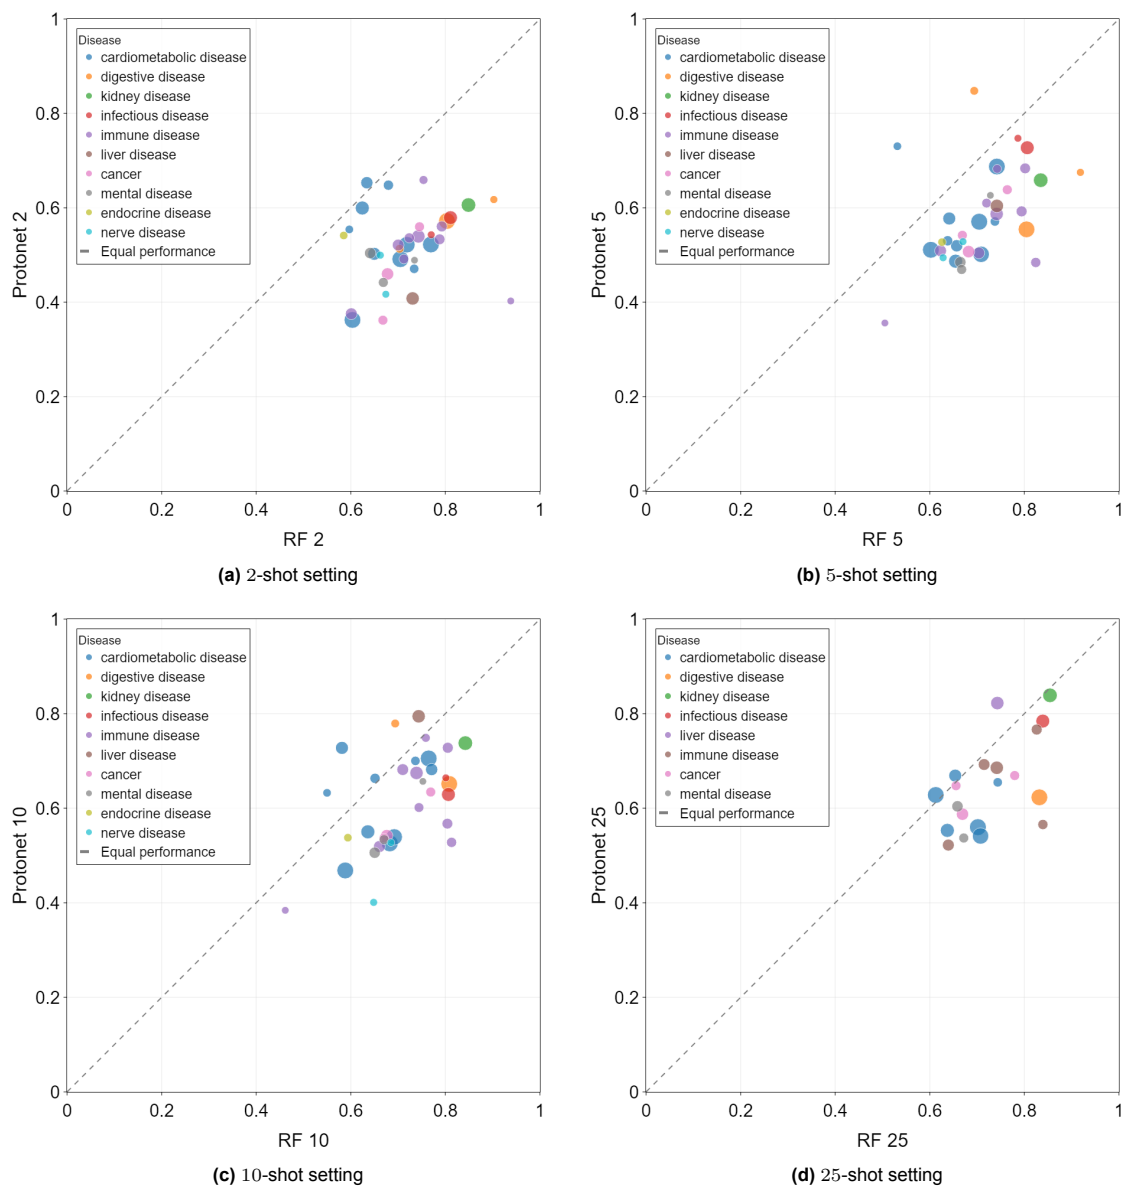 1
0.8
0.6
0.4
0.2
0
0
0.2
0.4
0.6
0.8
1
Protonet 2
RF 2
Disease
cardiometabolic disease
digestive disease
kidney disease
infectious disease
immune disease
liver disease
cancer
mental disease
endocrine disease
nerve disease
Equal performance
(a) 2-shot setting
1
0.8
0.6
0.4
0.2
0
0
0.2
0.4
0.6
0.8
1
Protonet 5
RF 5
Disease
cardiometabolic disease
digestive disease
kidney disease
infectious disease
immune disease
liver disease
cancer
mental disease
endocrine disease
nerve disease
Equal performance
(b) 5-shot setting
1
0.8
0.6
0.4
0.2
0
0
0.2
0.4
0.6
0.8
1
Protonet 10
RF 10
Disease
cardiometabolic disease
digestive disease
kidney disease
infectious disease
immune disease
liver disease
cancer
mental disease
endocrine disease
nerve disease
Equal performance
(c) 10-shot setting
1
0.8
0.6
0.4
0.2
0
0
0.2
0.4
0.6
0.8
1
Protonet 25
RF 25
Disease
cardiometabolic disease
digestive disease
kidney disease
infectious disease
liver disease
immune disease
cancer
mental disease
Equal performance
(d) 25-shot setting